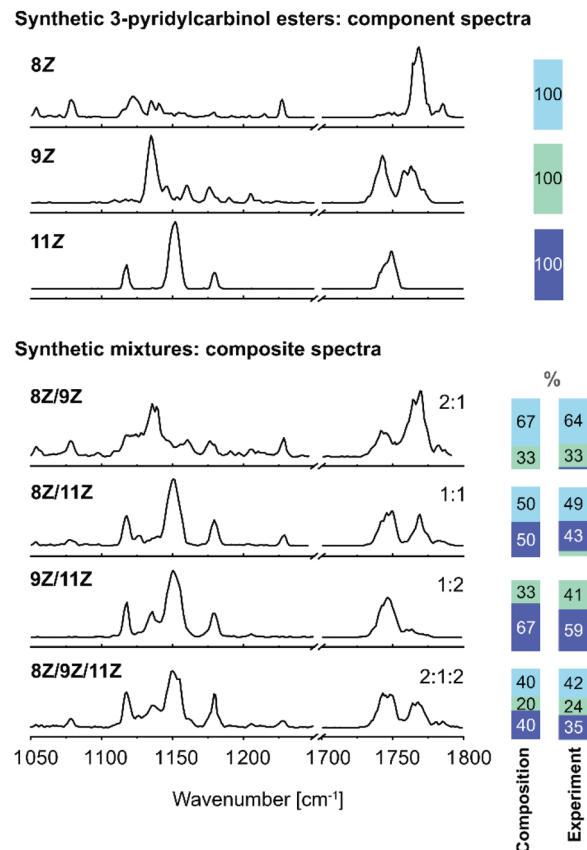 Synthetic 3-pyridylcarbinol esters: component spectra
8Z
100
9Z
100
11Z
100
Synthetic mixtures: composite spectra
%
8Z/9Z
2:1
67
64
33
33
8Z/11Z
1:1
50
49
50
43
9Z/11Z
1:2
33
41
67
59
8Z/9Z/11Z
2:1:2
40
42
20
24
40
35
1050 1100 1150 1200 1700 1750 1800
Wavenumber [cm⁻¹]
Composition
Experiment